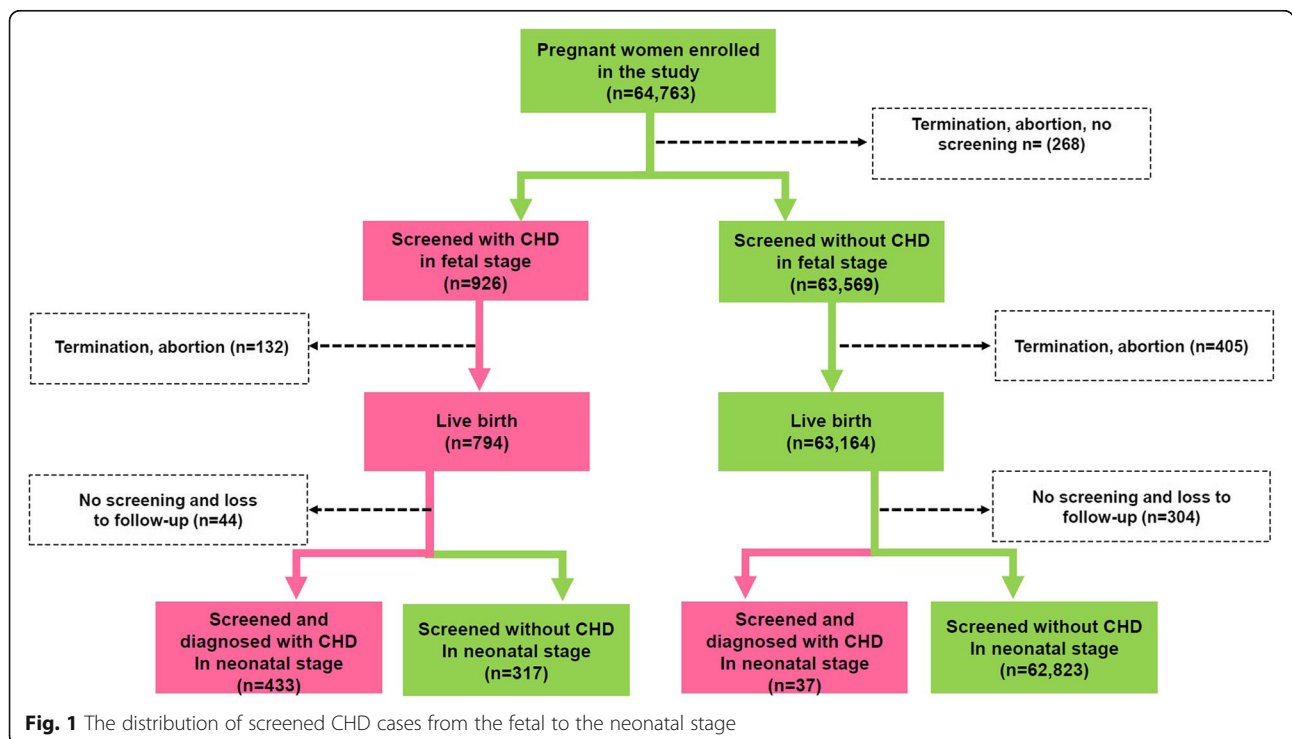 Pregnant women enrolled
in the study
(n=64,763)
Termination, abortion, no
screening n= (268)
Screened with CHD
in fetal stage
(n=926)
Screened without CHD
in fetal stage
(n=63,569)
Termination, abortion (n=132)
Termination, abortion (n=405)
Live birth
(n=794)
Live birth
(n=63,164)
No screening and loss
to follow-up (n=44)
No screening and loss to
follow-up (n=304)
Screened and
diagnosed with CHD
In neonatal stage
(n=433)
Screened without CHD
In neonatal stage
(n=317)
Screened and
diagnosed with CHD
In neonatal stage
(n=37)
Screened without CHD
In neonatal stage
(n=62,823)
Fig. 1 The distribution of screened CHD cases from the fetal to the neonatal stage